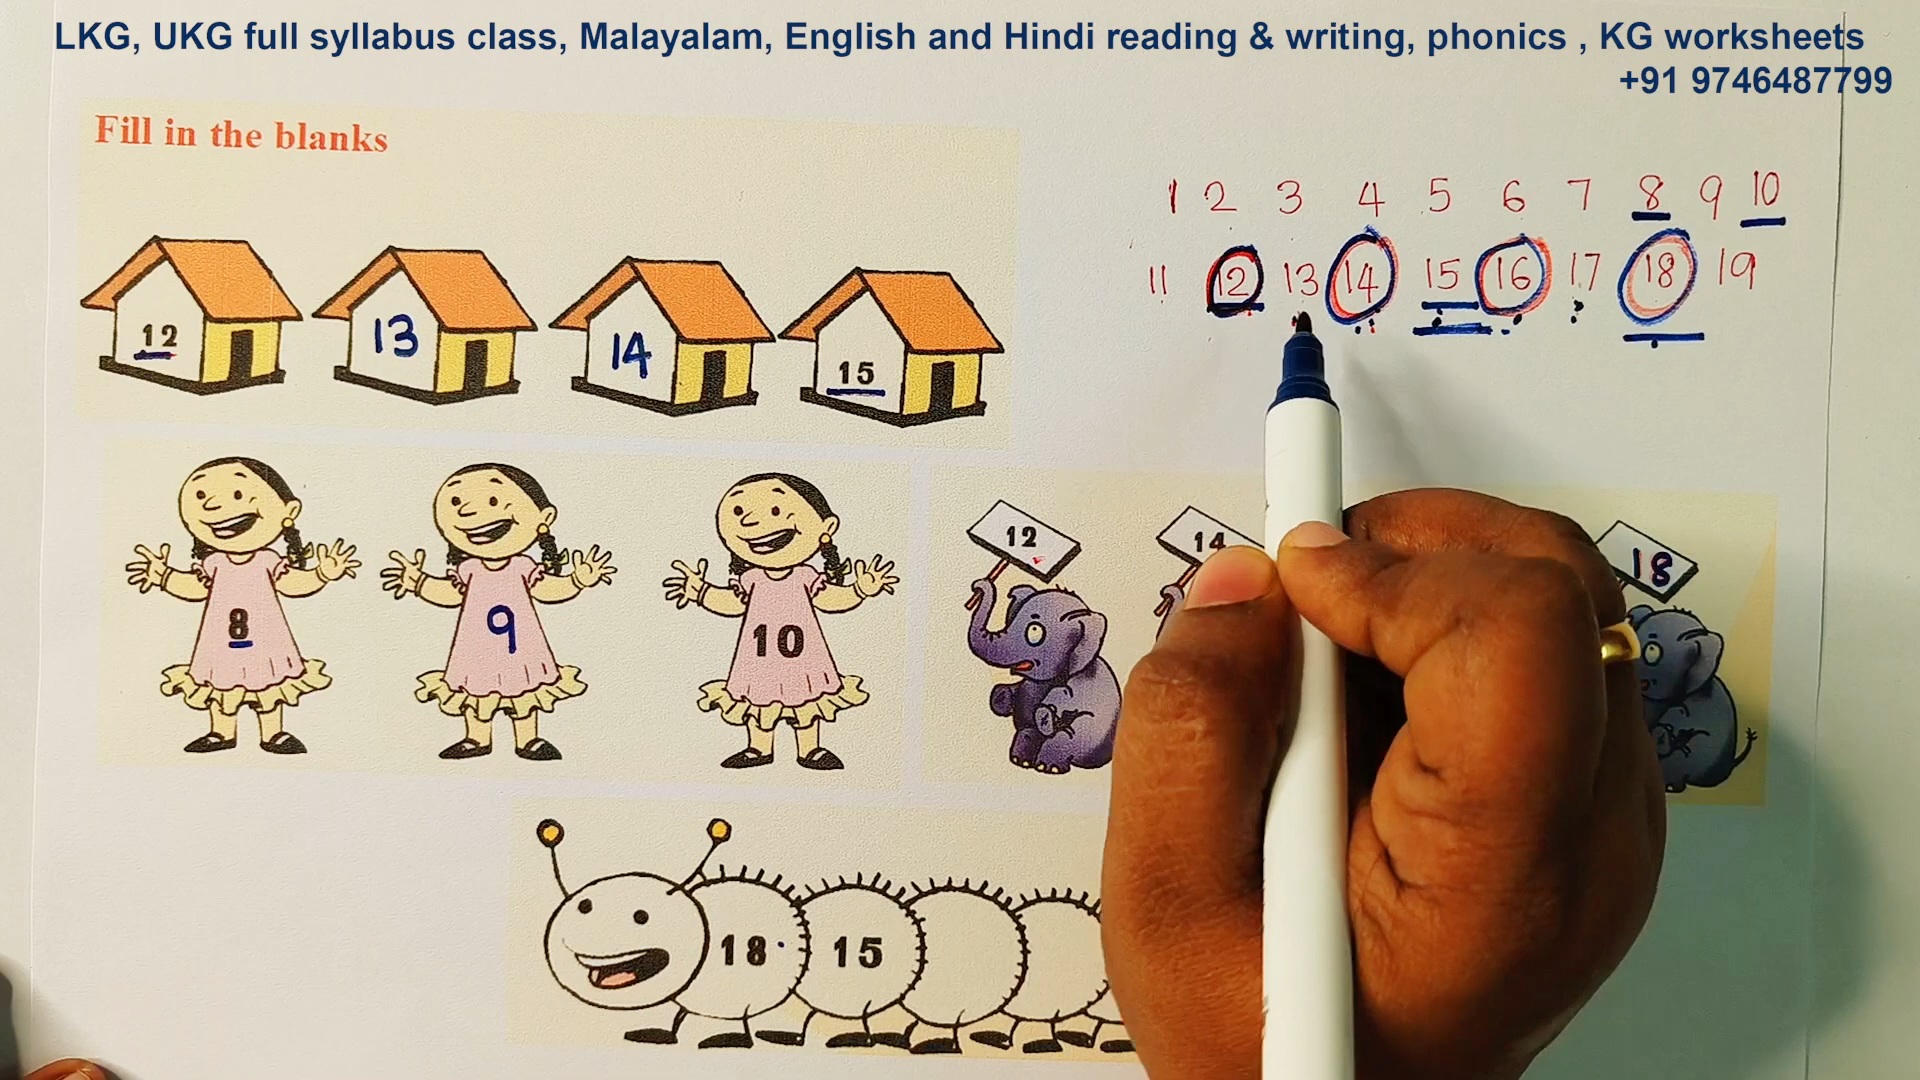 LKG, UKG full syllabus class, Malayalam, English and Hindi reading & writing, phonics , KG worksheets
+91 9746487799
Fill in the blanks
1 2 3 4 5 6 7 8 9 10
11 12 13 14 15 16 17 18 19
12 13 14 15
8 9 10
12 14 18
18 15